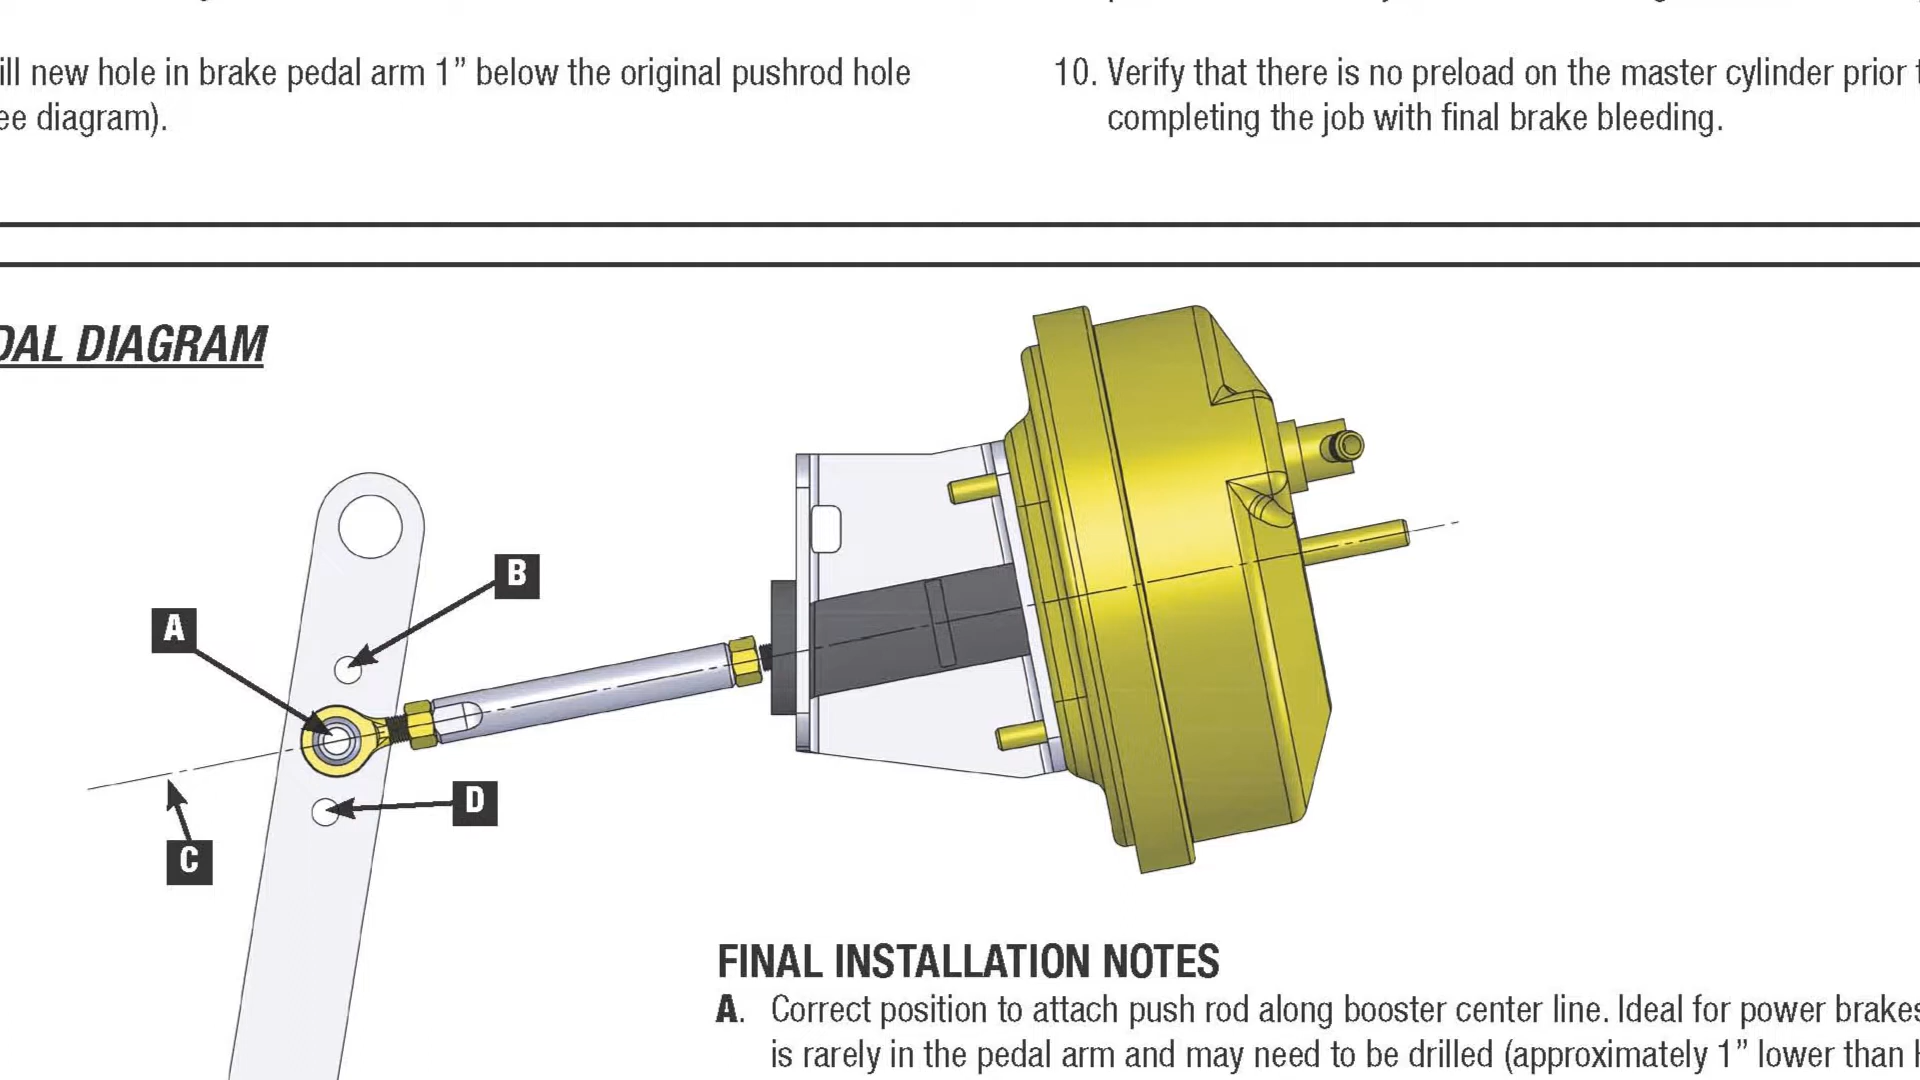 ill new hole in brake pedal arm 1” below the original pushrod hole
ee diagram).
10. Verify that there is no preload on the master cylinder prior
completing the job with final brake bleeding.
DAL DIAGRAM
B
A
D
C
FINAL INSTALLATION NOTES
A. Correct position to attach push rod along booster center line. Ideal for power brakes
is rarely in the pedal arm and may need to be drilled (approximately 1” lower than